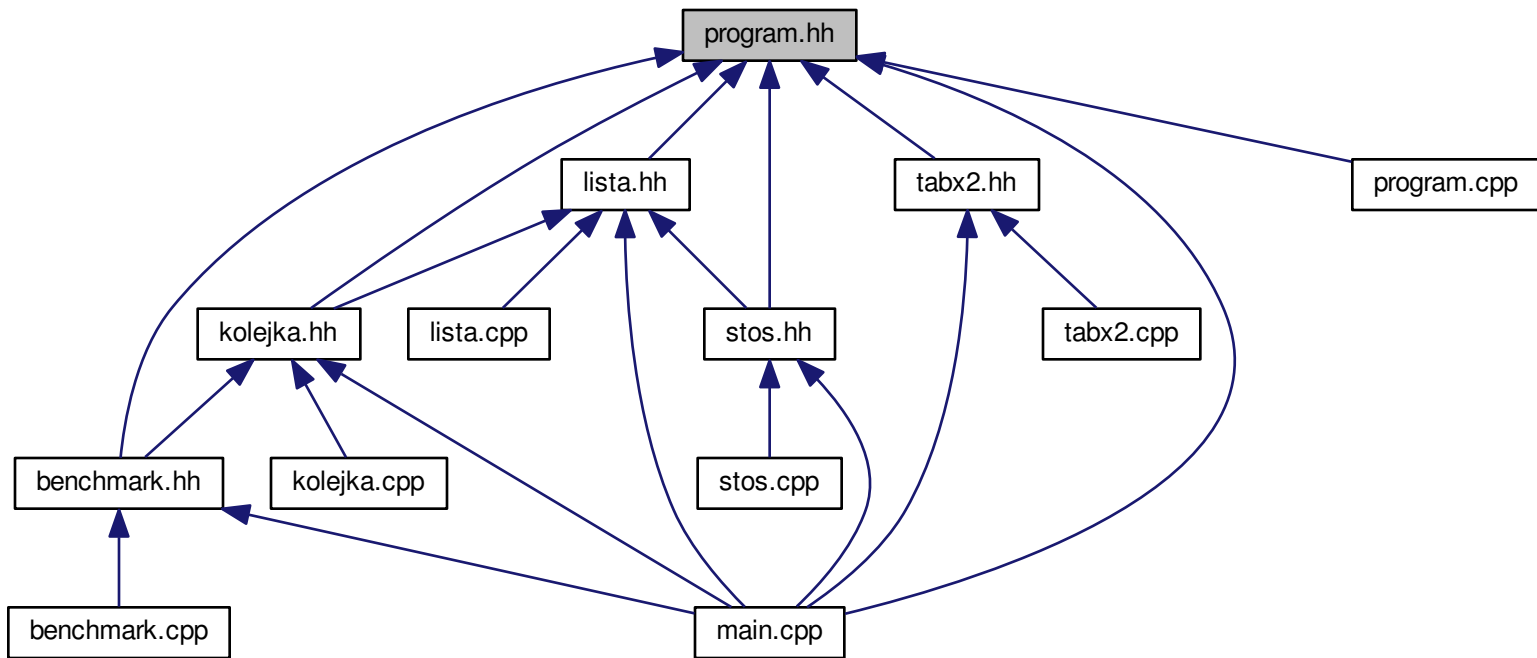 program.hh
lista.hh
tabx2.hh
program.cpp
kolejka.hh
lista.cpp
stos.hh
tabx2.cpp
benchmark.hh
kolejka.cpp
stos.cpp
benchmark.cpp
main.cpp